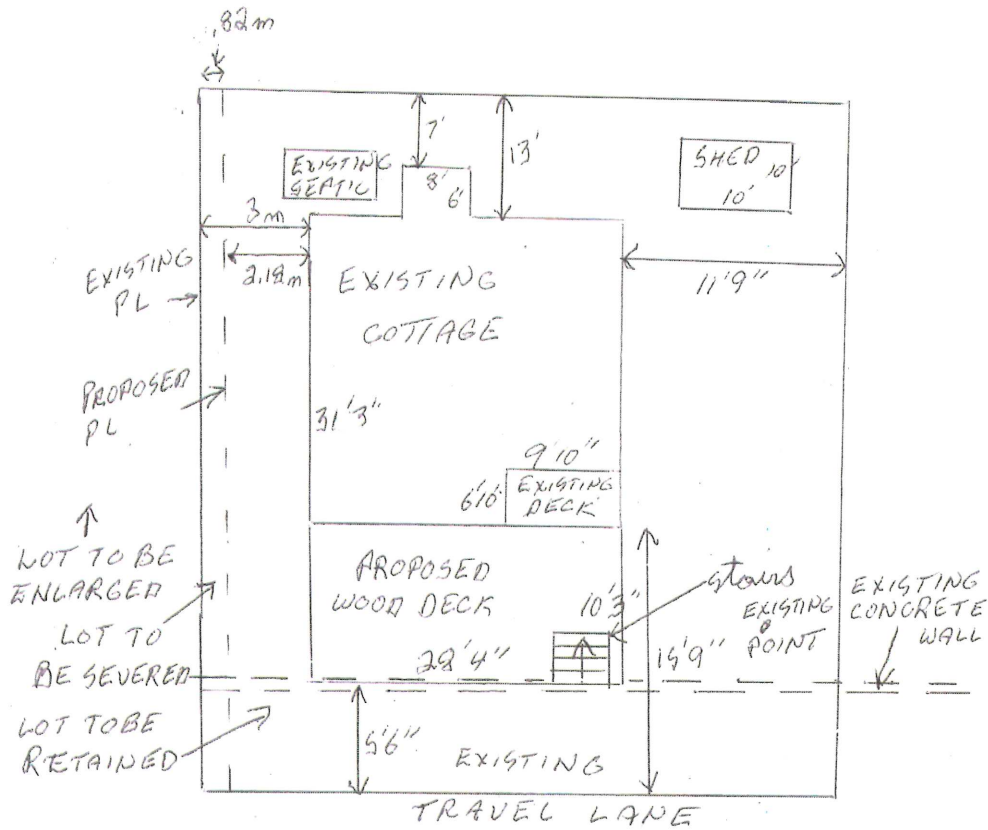 .82m
7'
13'
EXISTING
SEPTIC
8'
6'
SHED 10'
10'
3m
2.18m
EXISTING
PL
EXISTING
COTTAGE
11'9"
PROPOSED
PL
31'3"
9'10"
6'10"
EXISTING
DECK
LOT TO BE
ENLARGED
PROPOSED
WOOD DECK
stairs
10'3"
EXISTING
POINT
EXISTING
CONCRETE
WALL
LOT TO
BE SEVERED
28'4"
15'9"
LOT TO BE
RETAINED
5'6"
EXISTING
TRAVEL LANE